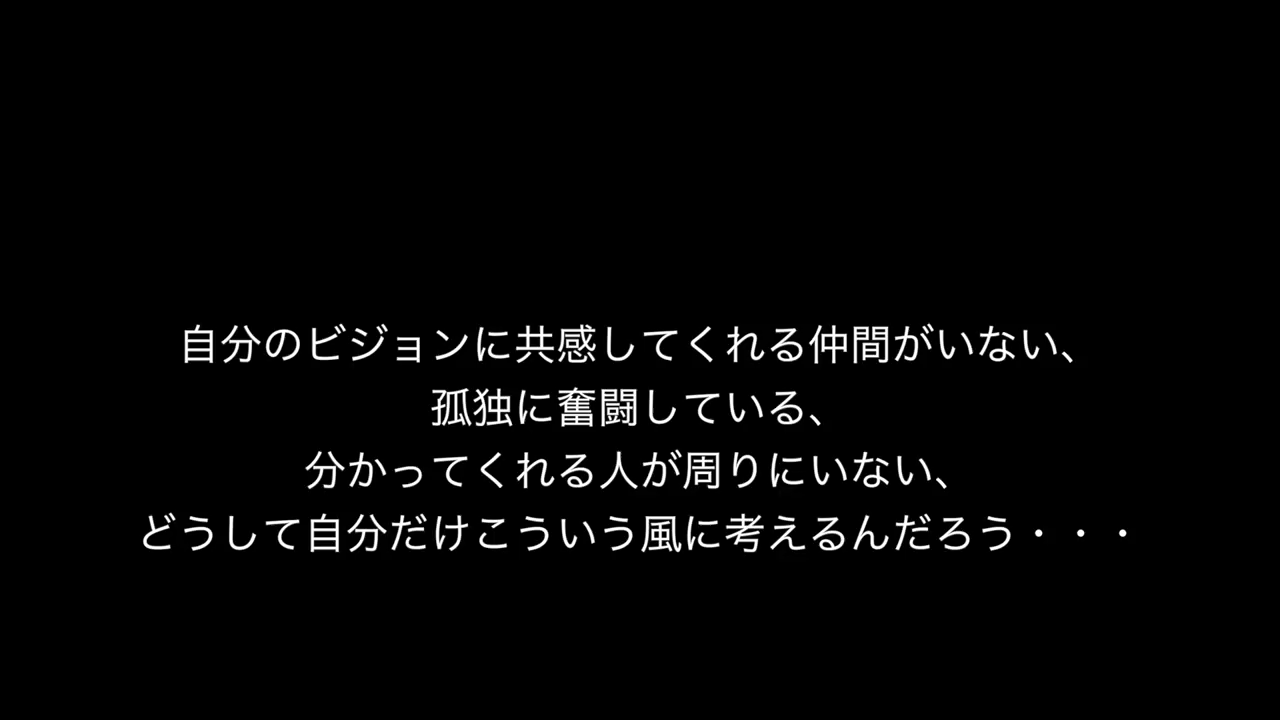 自分のビジョンに共感してくれる仲間がいない、
孤独に奮闘している、
分かってくれる人が周りにいない、
どうして自分だけこういう風に考えるんだろう・・・